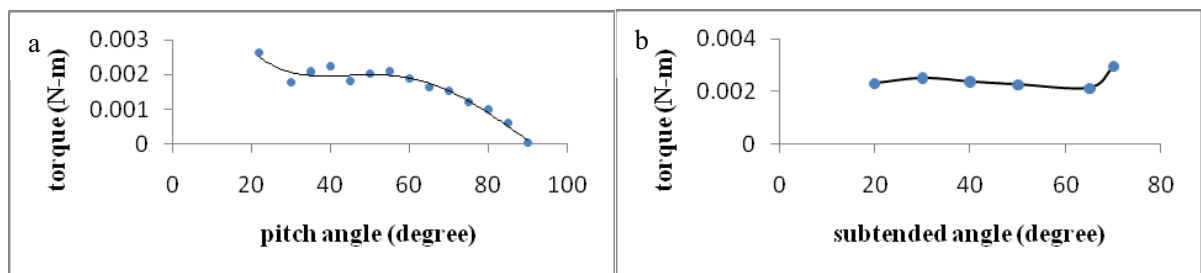 a
torque (N-m)
0.003
0.002
0.001
0
0 20 40 60 80 100
pitch angle (degree)
b
torque (N-m)
0.004
0.002
0
0 20 40 60 80
subtended angle (degree)